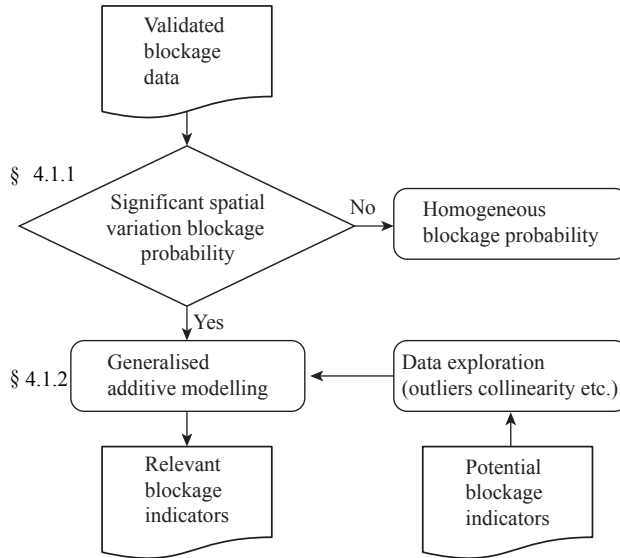 Validated
blockage
data
§ 4.1.1
Significant spatial
variation blockage
probability
No
Homogeneous
blockage probability
Yes
§ 4.1.2
Generalised
additive modelling
Data exploration
(outliers collinearity etc.)
Relevant
blockage
indicators
Potential
blockage
indicators